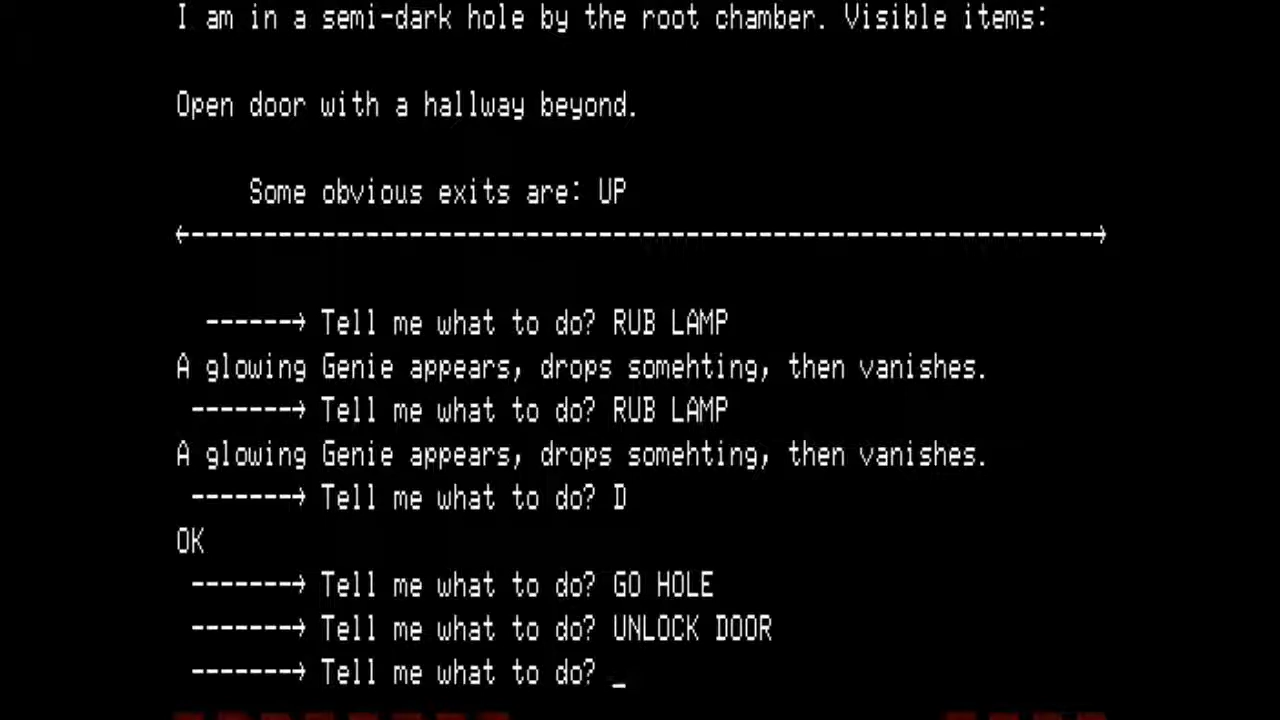 I am in a semi-dark hole by the root chamber. Visible items:
Open door with a hallway beyond.
Some obvious exits are: UP
<--------------------------------------------------------------->
-------> Tell me what to do? RUB LAMP
A glowing Genie appears, drops somehting, then vanishes.
-------> Tell me what to do? RUB LAMP
A glowing Genie appears, drops somehting, then vanishes.
-------> Tell me what to do? D
OK
-------> Tell me what to do? GO HOLE
-------> Tell me what to do? UNLOCK DOOR
-------> Tell me what to do? _